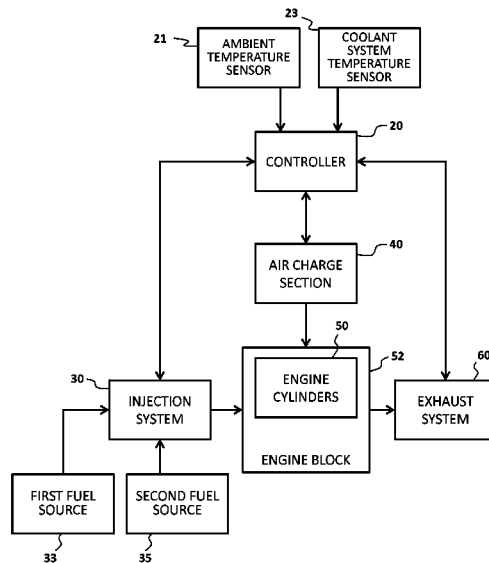 21
AMBIENT
TEMPERATURE
SENSOR
23
COOLANT
SYSTEM
TEMPERATURE
SENSOR
20
CONTROLLER
40
AIR CHARGE
SECTION
50
52
ENGINE
CYLINDERS
ENGINE BLOCK
60
EXHAUST
SYSTEM
30
INJECTION
SYSTEM
FIRST FUEL
SOURCE
33
SECOND FUEL
SOURCE
35